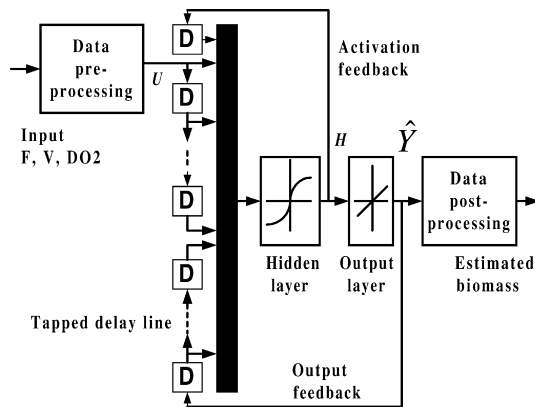 D
Data
pre-
processing
U
Activation
feedback
D
Input
F, V, DO2
H
Ŷ
D
Data
post-
processing
Hidden
layer
Output
layer
Estimated
biomass
D
Tapped delay line
D
Output
feedback